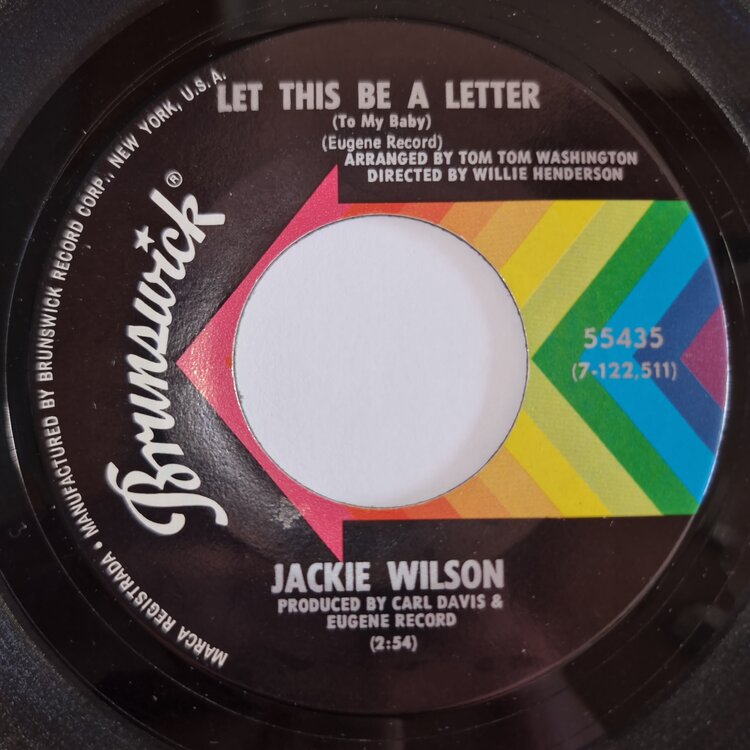 LET THIS BE A LETTER
(To My Baby)
(Eugene Record)
ARRANGED BY TOM TOM WASHINGTON
DIRECTED BY WILLIE HENDERSON
Brunswick®
55435
(7-122,511)
JACKIE WILSON
PRODUCED BY CARL DAVIS &
EUGENE RECORD
(2:54)
MARCA REGISTRADA • MANUFACTURED BY BRUNSWICK RECORD CORP., NEW YORK, U.S.A.